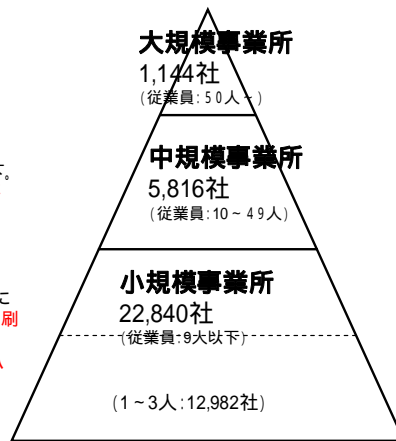 大規模事業所
1,144社
(従業員:50人~)
中規模事業所
5,816社
(従業員:10~49人)
小規模事業所
22,840社
(従業員:9人以下)
(1~3人:12,982社)
。
に
刷